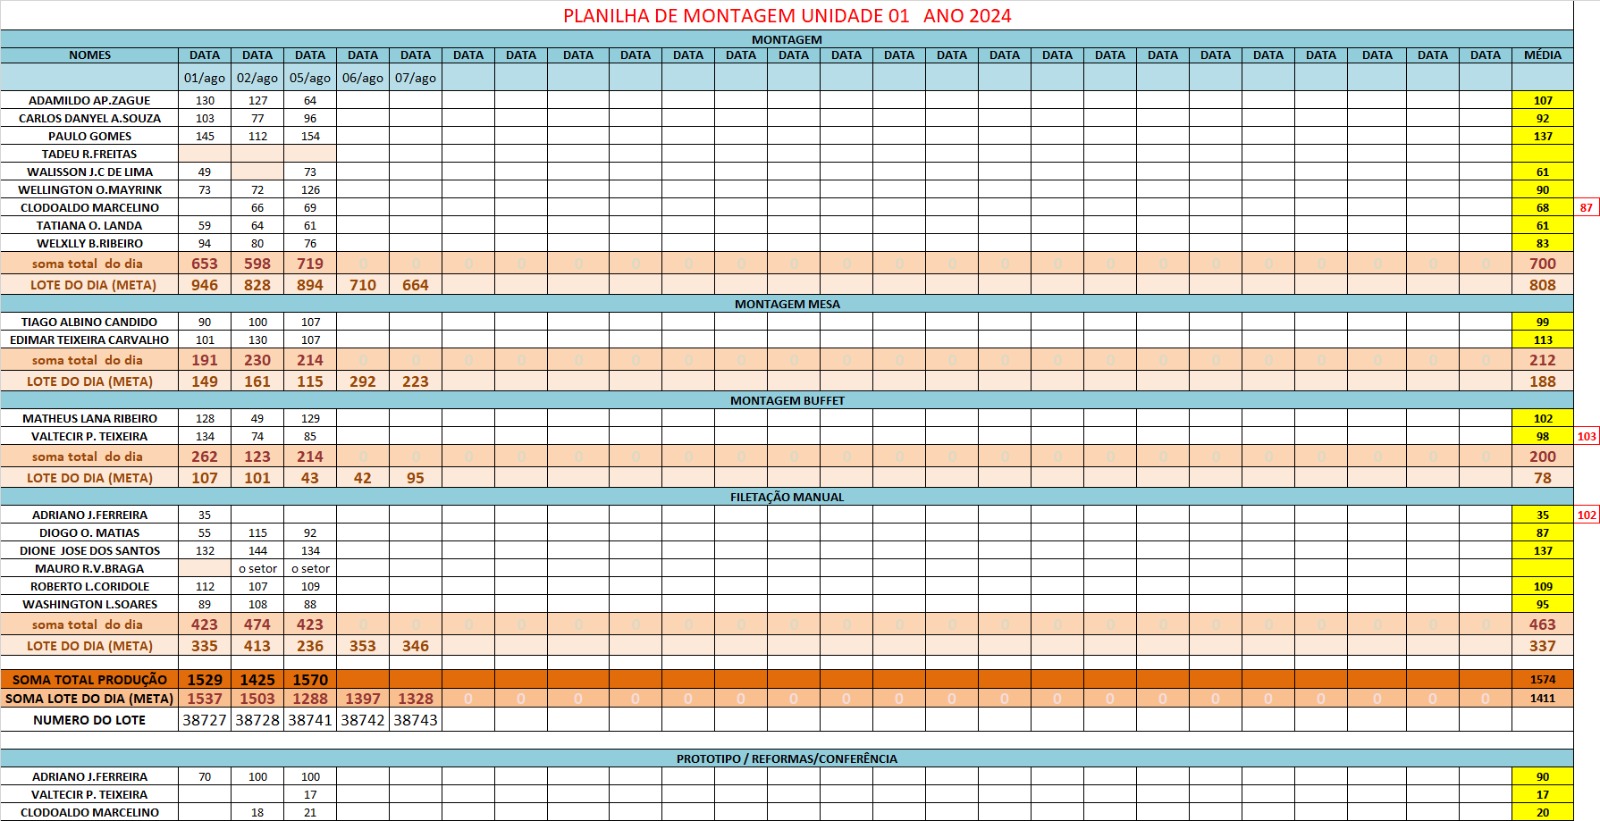 PLANILHA DE MONTAGEM UNIDADE 01 ANO 2024
MONTAGEM
NOMES DATA DATA DATA DATA DATA DATA DATA DATA DATA DATA DATA DATA DATA DATA DATA DATA DATA DATA DATA DATA DATA DATA DATA DATA DATA MÉDIA
01/ago 02/ago 05/ago 06/ago 07/ago
ADAMILDO AP.ZAGUE 130 127 64 107
CARLOS DANYEL A.SOUZA 103 77 96 92
PAULO GOMES 145 112 154 137
TADEU R.FREITAS
WALISSON J.C DE LIMA 49 73 61
WELLINGTON O.MAYRINK 73 72 126 90
CLODOALDO MARCELINO 66 69 68 87
TATIANA O. LANDA 59 64 61 61
WELXLLY B.RIBEIRO 94 80 76 83
soma total do dia 653 598 719 0 0 0 0 0 0 0 0 0 0 0 0 0 0 0 0 0 0 0 0 0 0 700
LOTE DO DIA (META) 946 828 894 710 664 808
MONTAGEM MESA
TIAGO ALBINO CANDIDO 90 100 107 99
EDIMAR TEIXEIRA CARVALHO 101 130 107 113
soma total do dia 191 230 214 0 0 0 0 0 0 0 0 0 0 0 0 0 0 0 0 0 0 0 0 0 0 212
LOTE DO DIA (META) 149 161 115 292 223 188
MONTAGEM BUFFET
MATHEUS LANA RIBEIRO 128 49 129 102
VALTECIR P. TEIXEIRA 134 74 85 98 103
soma total do dia 262 123 214 0 0 0 0 0 0 0 0 0 0 0 0 0 0 0 0 0 0 0 0 0 0 200
LOTE DO DIA (META) 107 101 43 42 95 78
FILETAÇÃO MANUAL
ADRIANO J.FERREIRA 35 35 102
DIOGO O. MATIAS 55 115 92 87
DIONE JOSE DOS SANTOS 132 144 134 137
MAURO R.V.BRAGA o setor o setor
ROBERTO L.CORIDOLE 112 107 109 109
WASHINGTON L.SOARES 89 108 88 95
soma total do dia 423 474 423 0 0 0 0 0 0 0 0 0 0 0 0 0 0 0 0 0 0 0 0 0 0 463
LOTE DO DIA (META) 335 413 236 353 346 337
SOMA TOTAL PRODUÇÃO 1529 1425 1570 1574
SOMA LOTE DO DIA (META) 1537 1503 1288 1397 1328 0 0 0 0 0 0 0 0 0 0 0 0 0 0 0 0 0 0 0 0 1411
NUMERO DO LOTE 38727 38728 38741 38742 38743
PROTOTIPO / REFORMAS/CONFERÊNCIA
ADRIANO J.FERREIRA 70 100 100 90
VALTECIR P. TEIXEIRA 17 17
CLODOALDO MARCELINO 18 21 20